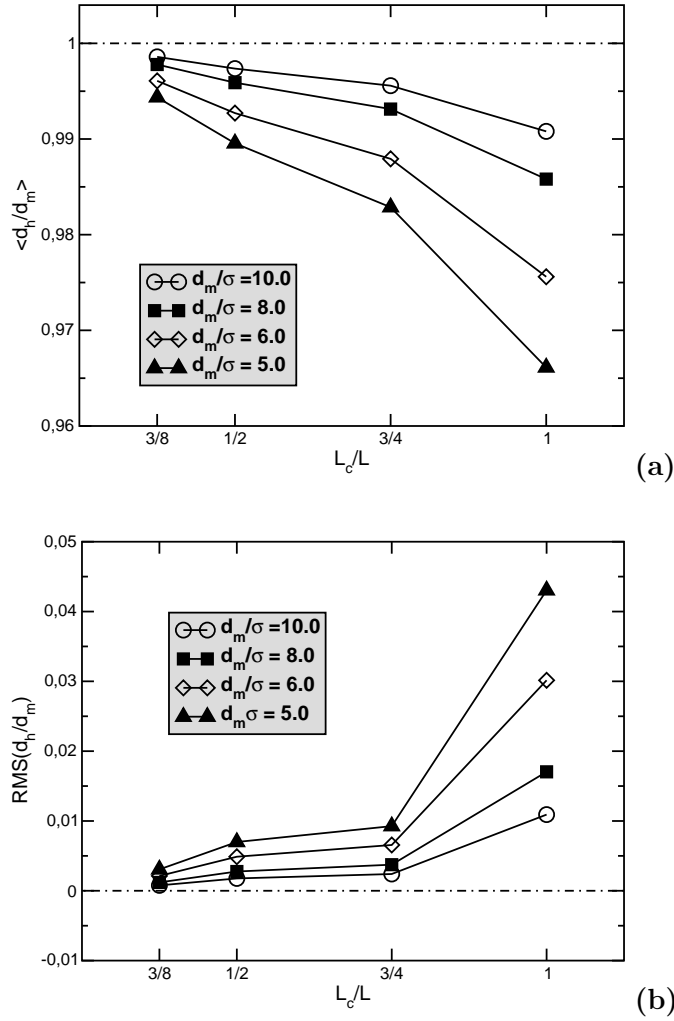 1
0,99
0,98
0,97
0,96
<d_h/d_m>
d_m/σ =10.0
d_m/σ = 8.0
d_m/σ = 6.0
d_m/σ = 5.0
3/8 1/2 3/4 1
L_c/L
(a)
0,05
0,04
0,03
0,02
0,01
0
-0,01
RMS(d_h/d_m)
d_m/σ =10.0
d_m/σ = 8.0
d_m/σ = 6.0
d_mσ = 5.0
3/8 1/2 3/4 1
L_c/L
(b)